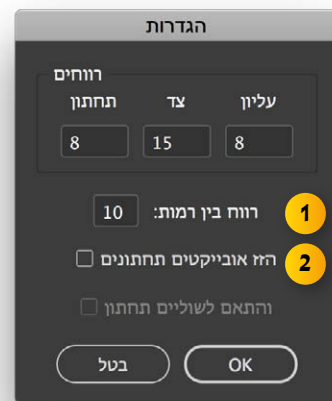 הגדרות
רווחים
עליון צד תחתון
8 15 8
רווח בין רמות: 10 1
הזז אובייקטים תחתונים 2
והתאם לשוליים תחתון
OK בטל